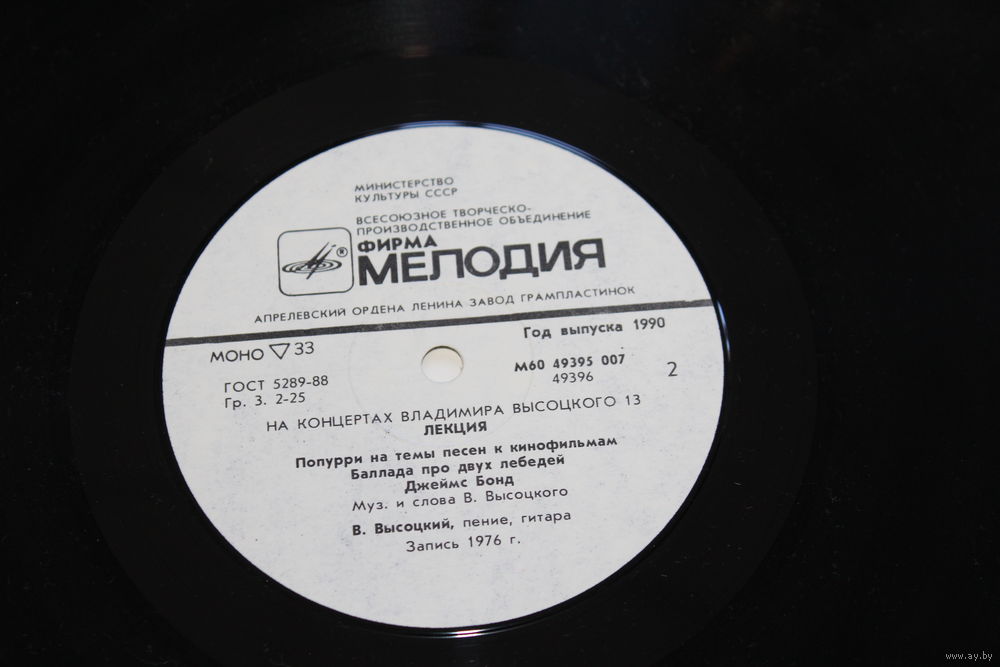 МИНИСТЕРСТВО
КУЛЬТУРЫ СССР
ВСЕСОЮЗНОЕ ТВОРЧЕСКО-
ПРОИЗВОДСТВЕННОЕ ОБЪЕДИНЕНИЕ
ФИРМА
®
МЕЛОДИЯ
АПРЕЛЕВСКИЙ ОРДЕНА ЛЕНИНА ЗАВОД ГРАМПЛАСТИНОК
МОНО ▽ 33
Год выпуска 1990
ГОСТ 5289-88
Гр. 3. 2-25
М60 49395 007
49396
2
НА КОНЦЕРТАХ ВЛАДИМИРА ВЫСОЦКОГО 13
ЛЕКЦИЯ
Попурри на темы песен к кинофильмам
Баллада про двух лебедей
Джеймс Бонд
Муз. и слова В. Высоцкого
В. Высоцкий, пение, гитара
Запись 1976 г.
www.ay.by